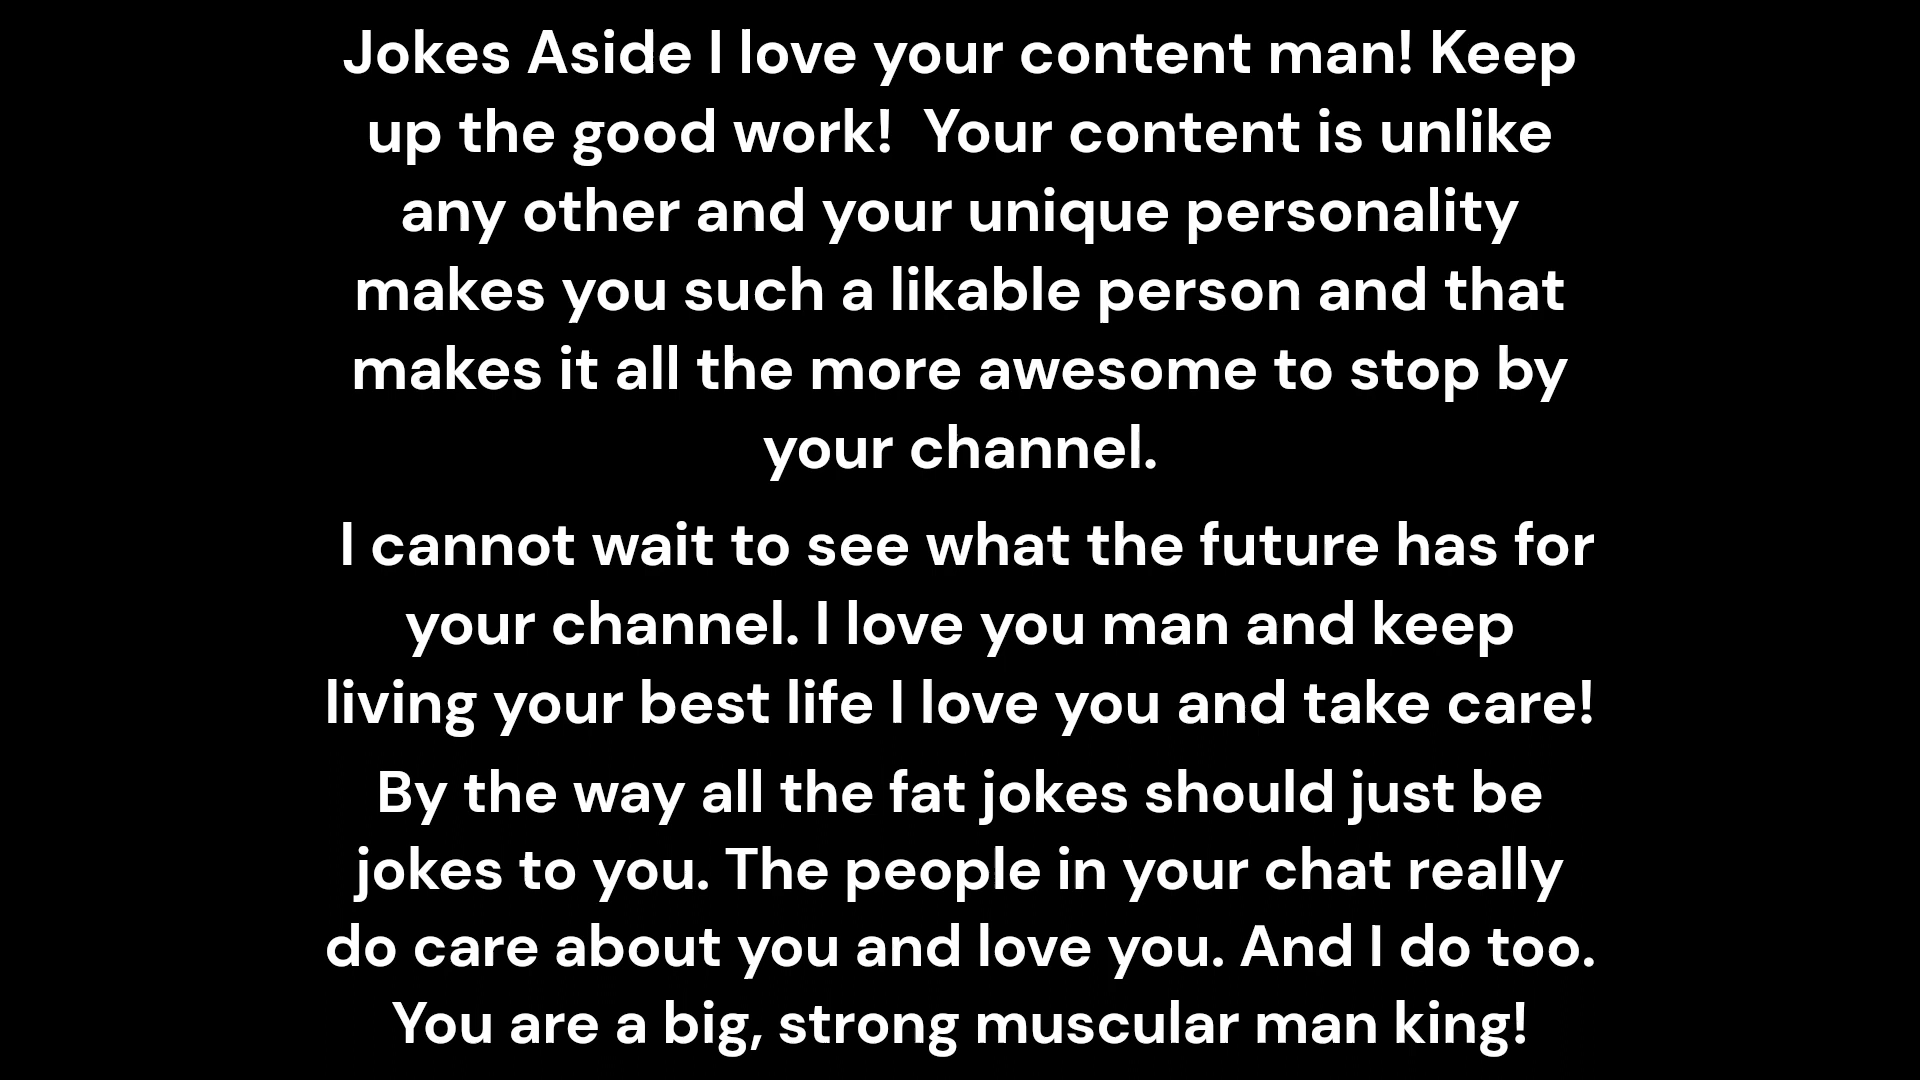 Jokes Aside I love your content man! Keep
up the good work!  Your content is unlike
any other and your unique personality
makes you such a likable person and that
makes it all the more awesome to stop by
your channel.
I cannot wait to see what the future has for
your channel. I love you man and keep
living your best life I love you and take care!
By the way all the fat jokes should just be
jokes to you. The people in your chat really
do care about you and love you. And I do too.
You are a big, strong muscular man king!